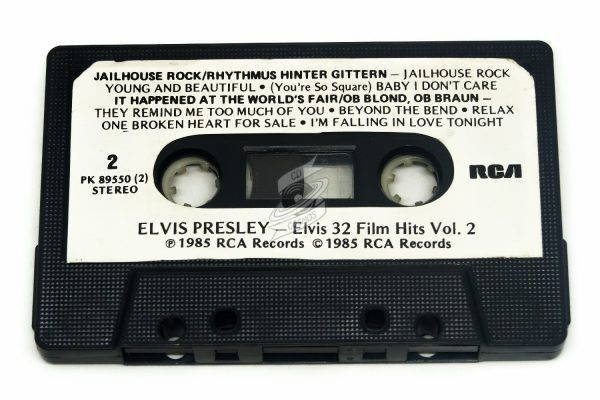 JAILHOUSE ROCK/RHYTHMUS HINTER GITTERN – JAILHOUSE ROCK
YOUNG AND BEAUTIFUL • (You're So Square) BABY I DON'T CARE
IT HAPPENED AT THE WORLD'S FAIR/OB BLOND, OB BRAUN –
THEY REMIND ME TOO MUCH OF YOU • BEYOND THE BEND • RELAX
ONE BROKEN HEART FOR SALE • I'M FALLING IN LOVE TONIGHT
2
PK 89550 (2)
STEREO
RCA
CD
ELVIS PRESLEY – Elvis 32 Film Hits Vol. 2
℗ 1985 RCA Records © 1985 RCA Records